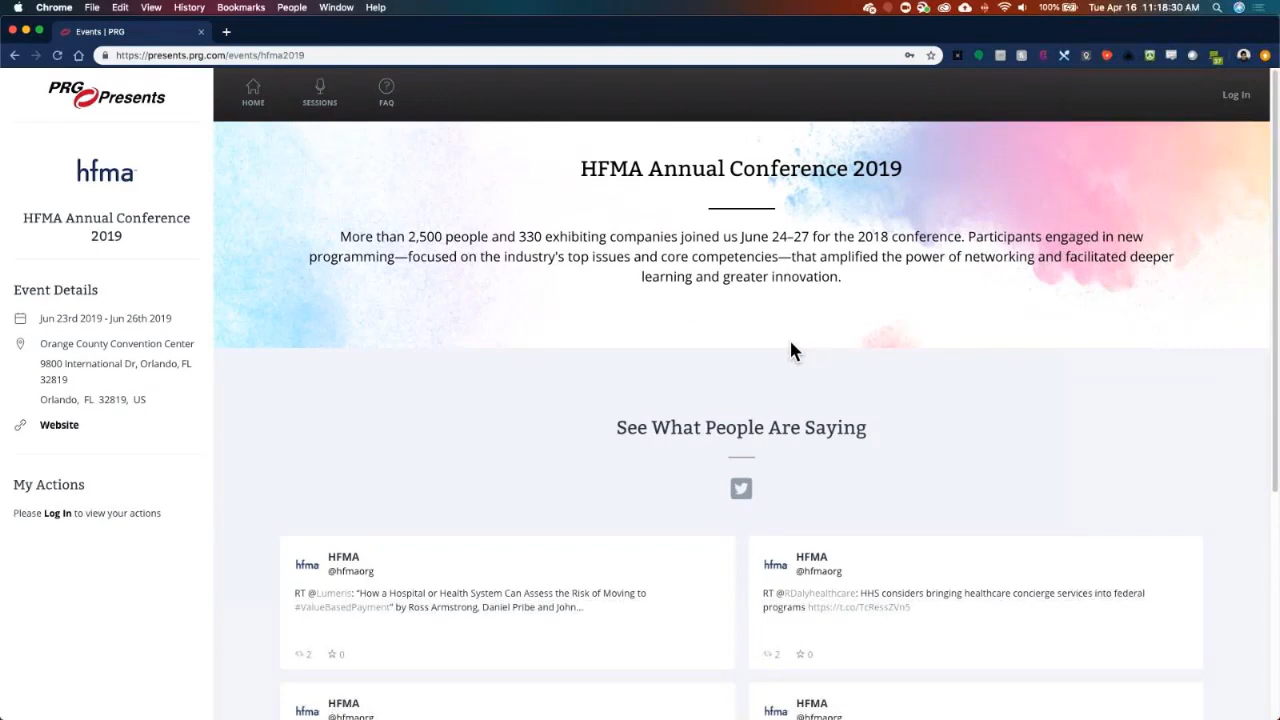 Chrome File Edit View History Bookmarks People Window Help 100% Tue Apr 16 11:18:30 AM
Events | PRG
https://presents.prg.com/events/hfma2019
37
PRG Presents
HOME SESSIONS FAQ Log In
hfma
HFMA Annual Conference
2019
Event Details
Jun 23rd 2019 - Jun 26th 2019
Orange County Convention Center
9800 International Dr, Orlando, FL
32819
Orlando, FL 32819, US
Website
My Actions
Please Log In to view your actions
HFMA Annual Conference 2019
More than 2,500 people and 330 exhibiting companies joined us June 24–27 for the 2018 conference. Participants engaged in new
programming—focused on the industry's top issues and core competencies—that amplified the power of networking and facilitated deeper
learning and greater innovation.
See What People Are Saying
hfma HFMA
@hfmaorg
RT @Lumeris: “How a Hospital or Health System Can Assess the Risk of Moving to
#ValueBasedPayment” by Ross Armstrong, Daniel Pribe and John...
2 0
hfma HFMA
@hfmaorg
RT @RDalyhealthcare: HHS considers bringing healthcare concierge services into federal
programs https://t.co/TcRessZVn5
2 0
hfma HFMA
@hfmaorg
hfma HFMA
@hfmaorg